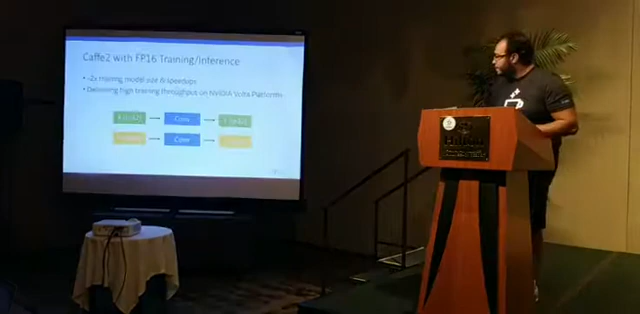 Caffe2 with FP16 Training/Inference
• ~2x training model size & speedups
• Delivering high training throughput on NVIDIA Volta Platforms
Conv
Conv
Hilton